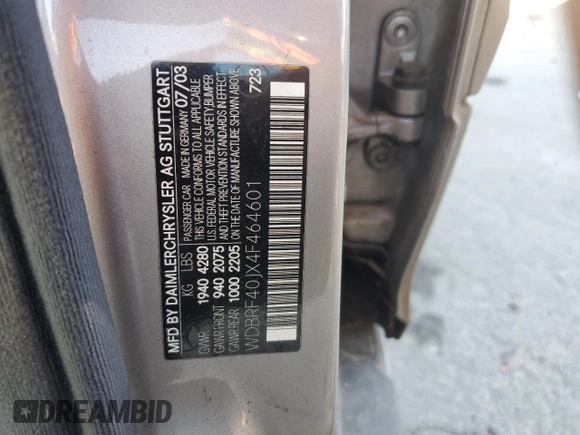 MFD BY DAIMLERCHRYSLER AG STUTTGART
PASSENGER CAR MADE IN GERMANY 07/03
KG LBS
GVWR 1940 4280
GAWR FRONT 940 2075
GAWR REAR 1000 2205
THIS VEHICLE CONFORMS TO ALL APPLICABLE
U.S. FEDERAL MOTOR VEHICLE SAFETY, BUMPER
AND THEFT PREVENTION STANDARDS IN EFFECT
ON THE DATE OF MANUFACTURE SHOWN ABOVE
723
WDBRF40JX4F464601
DREAMBID